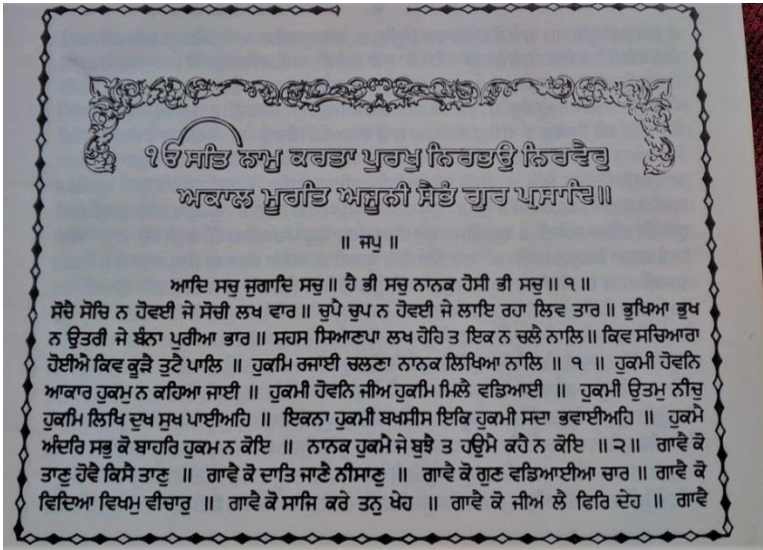 ੴ ਸਤਿ ਨਾਮੁ ਕਰਤਾ ਪੁਰਖੁ ਨਿਰਭਉ ਨਿਰਵੈਰੁ
ਅਕਾਲ ਮੂਰਤਿ ਅਜੂਨੀ ਸੈਭੰ ਗੁਰ ਪ੍ਰਸਾਦਿ॥
॥ ਜਪੁ ॥
ਆਦਿ ਸਚੁ ਜੁਗਾਦਿ ਸਚੁ॥ ਹੈ ਭੀ ਸਚੁ ਨਾਨਕ ਹੋਸੀ ਭੀ ਸਚੁ॥੧॥
ਸੋਚੈ ਸੋਚਿ ਨ ਹੋਵਈ ਜੇ ਸੋਚੀ ਲਖ ਵਾਰ॥ ਚੁਪੈ ਚੁਪ ਨ ਹੋਵਈ ਜੇ ਲਾਇ ਰਹਾ ਲਿਵ ਤਾਰ॥ ਭੁਖਿਆ ਭੁਖ
ਨ ਉਤਰੀ ਜੇ ਬੰਨਾ ਪੁਰੀਆ ਭਾਰ॥ ਸਹਸ ਸਿਆਣਪਾ ਲਖ ਹੋਹਿ ਤ ਇਕ ਨ ਚਲੈ ਨਾਲਿ॥ ਕਿਵ ਸਚਿਆਰਾ
ਹੋਈਐ ਕਿਵ ਕੂੜੈ ਤੁਟੈ ਪਾਲਿ ॥ ਹੁਕਮਿ ਰਜਾਈ ਚਲਣਾ ਨਾਨਕ ਲਿਖਿਆ ਨਾਲਿ ॥ ੧ ॥ ਹੁਕਮੀ ਹੋਵਨਿ
ਆਕਾਰ ਹੁਕਮੁ ਨ ਕਹਿਆ ਜਾਈ ॥ ਹੁਕਮੀ ਹੋਵਨਿ ਜੀਅ ਹੁਕਮਿ ਮਿਲੈ ਵਡਿਆਈ ॥ ਹੁਕਮੀ ਉਤਮੁ ਨੀਚੁ
ਹੁਕਮਿ ਲਿਖਿ ਦੁਖ ਸੁਖ ਪਾਈਅਹਿ ॥ ਇਕਨਾ ਹੁਕਮੀ ਬਖਸੀਸ ਇਕਿ ਹੁਕਮੀ ਸਦਾ ਭਵਾਈਅਹਿ ॥ ਹੁਕਮੈ
ਅੰਦਰਿ ਸਭੁ ਕੋ ਬਾਹਰਿ ਹੁਕਮ ਨ ਕੋਇ ॥ ਨਾਨਕ ਹੁਕਮੈ ਜੇ ਬੁਝੈ ਤ ਹਉਮੈ ਕਹੈ ਨ ਕੋਇ ॥੨॥ ਗਾਵੈ ਕੋ
ਤਾਣੁ ਹੋਵੈ ਕਿਸੈ ਤਾਣੁ ॥ ਗਾਵੈ ਕੋ ਦਾਤਿ ਜਾਣੈ ਨੀਸਾਣੁ ॥ ਗਾਵੈ ਕੋ ਗੁਣ ਵਡਿਆਈਆ ਚਾਰ ॥ ਗਾਵੈ ਕੋ
ਵਿਦਿਆ ਵਿਖਮੁ ਵੀਚਾਰੁ ॥ ਗਾਵੈ ਕੋ ਸਾਜਿ ਕਰੇ ਤਨੁ ਖੇਹ ॥ ਗਾਵੈ ਕੋ ਜੀਅ ਲੈ ਫਿਰਿ ਦੇਹ ॥ ਗਾਵੈ